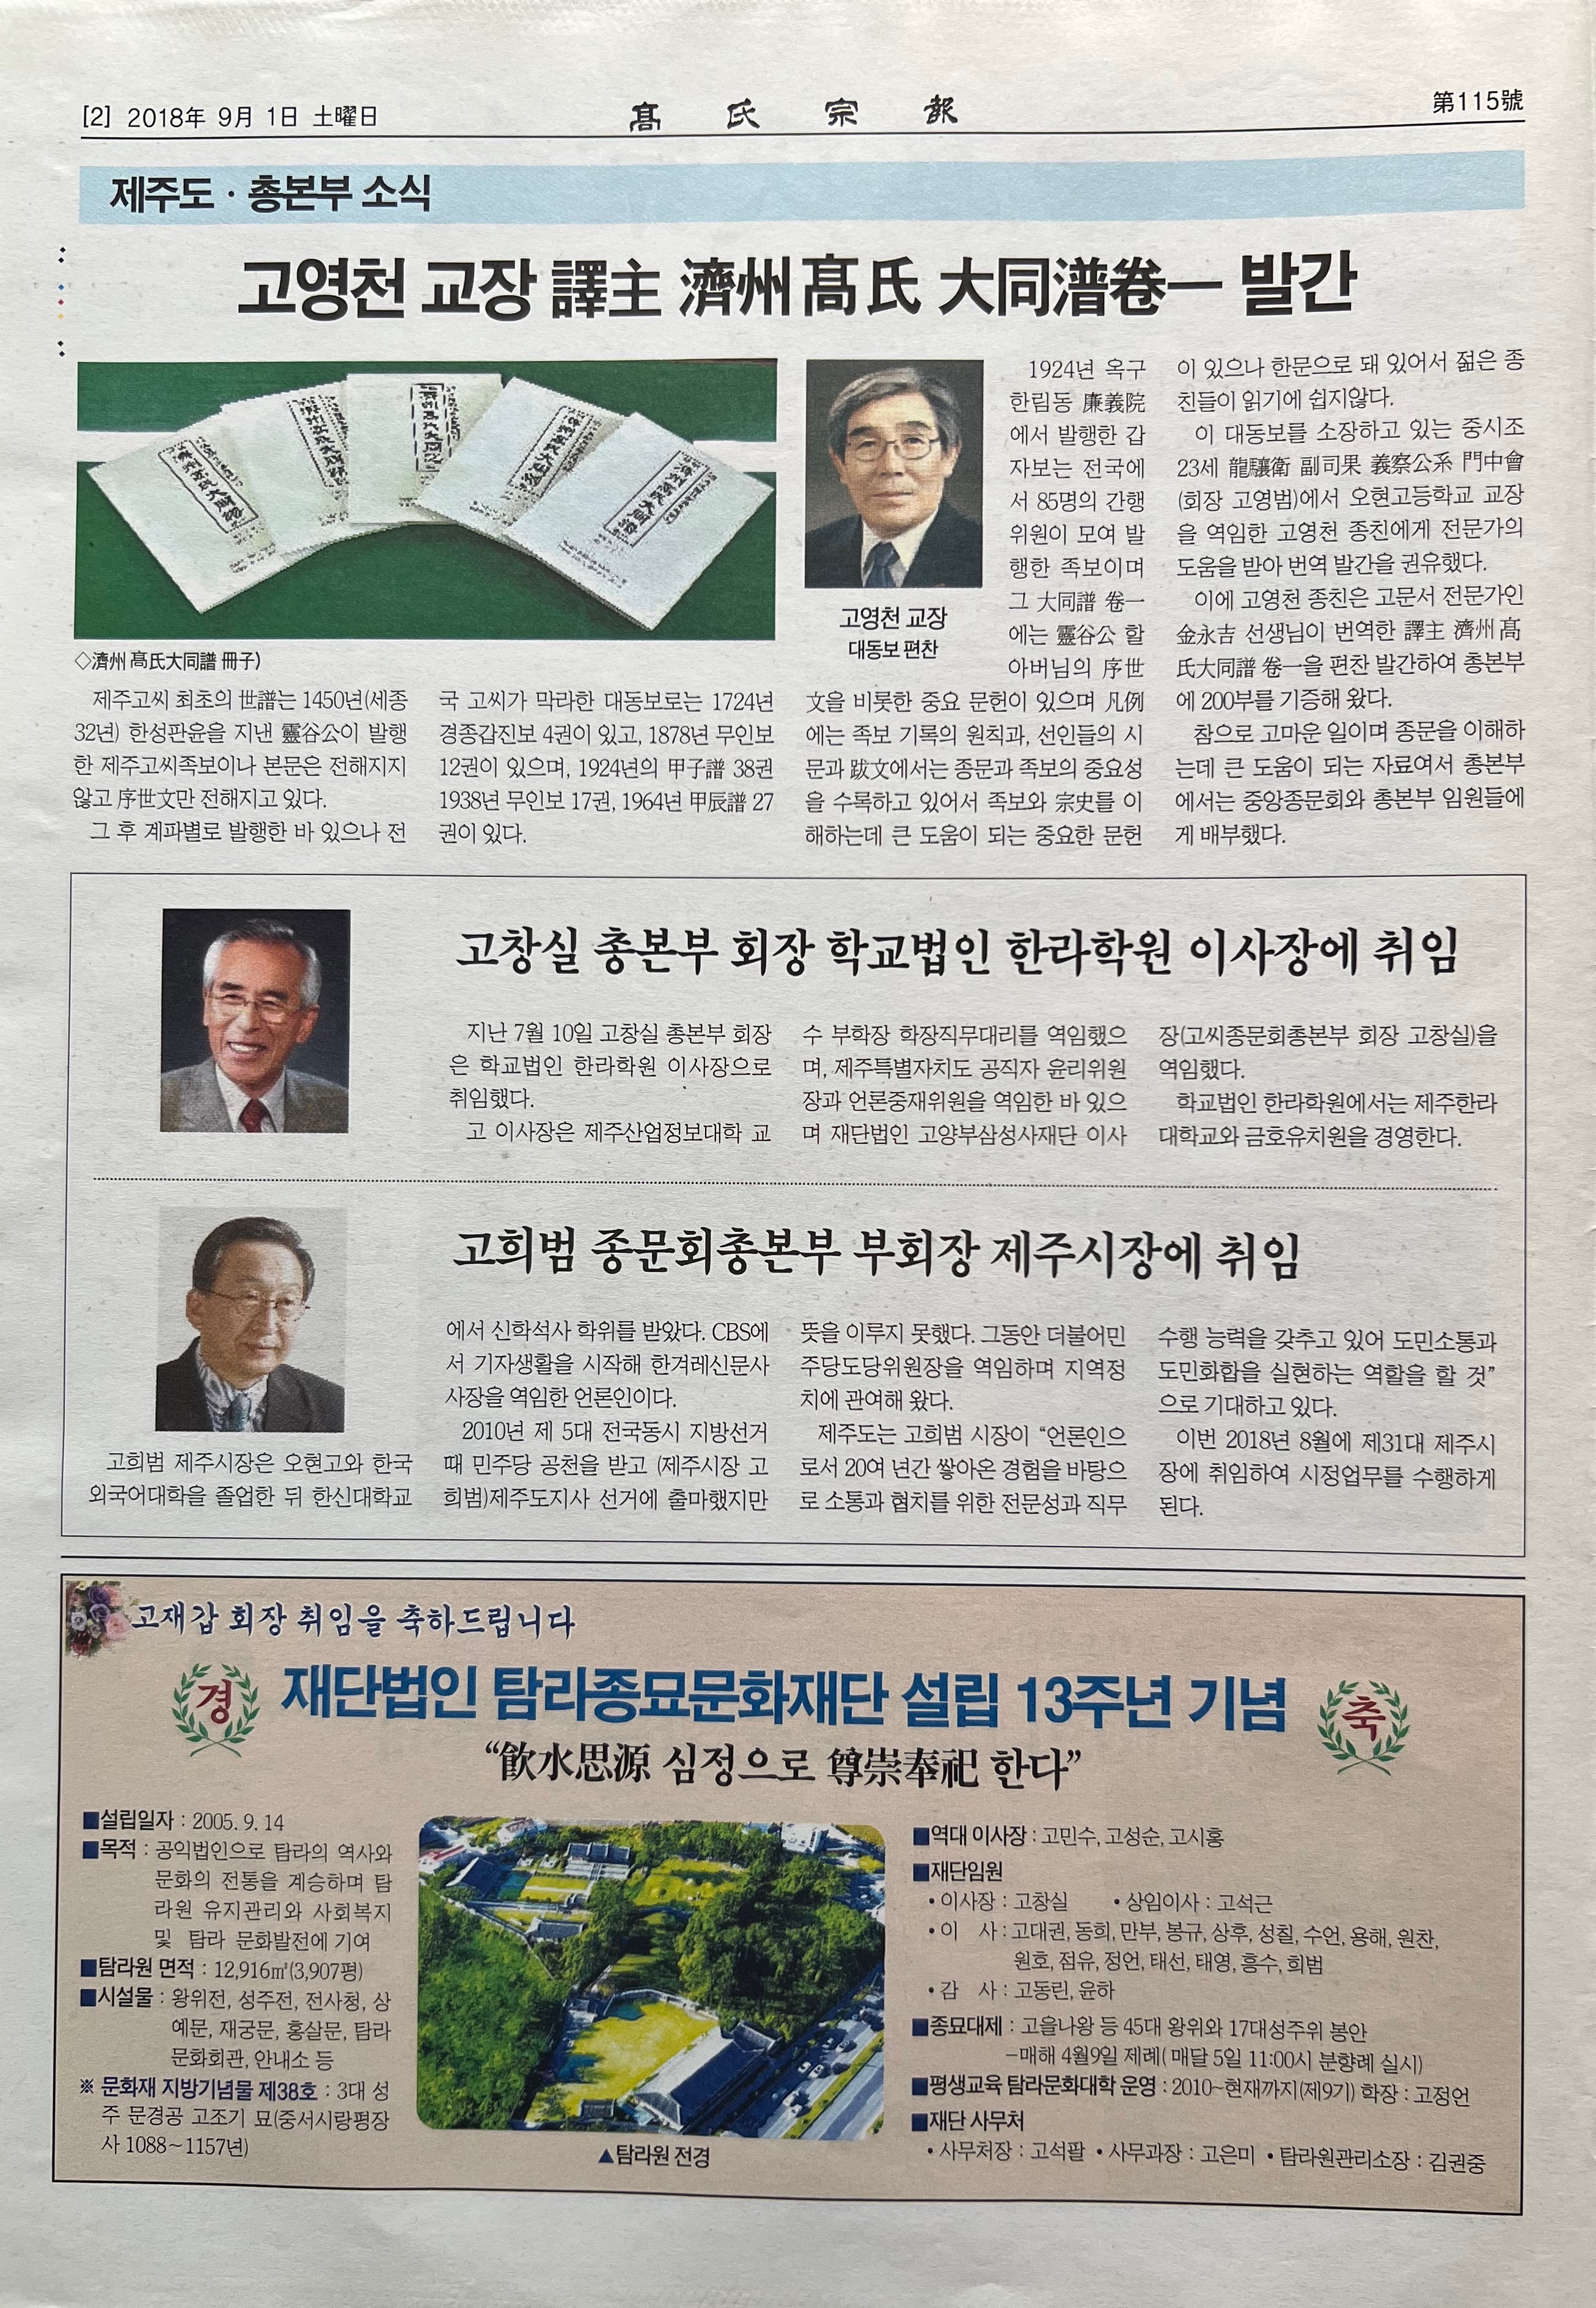 [2] 2018年 9月 1日 土曜日
髙氏宗報
第115號
제주도 · 총본부 소식
고영천 교장 譯主 濟州髙氏 大同譜卷一 발간
◇濟州髙氏大同譜 冊子)
고영천 교장
대동보 편찬
제주고씨 최초의 世譜는 1450년(세종
32년) 한성판윤을 지낸 靈谷公이 발행
한 제주고씨족보이나 본문은 전해지지
않고 序世文만 전해지고 있다.
그 후 계파별로 발행한 바 있으나 전
국 고씨가 막라한 대동보로는 1724년
경종갑진보 4권이 있고, 1878년 무인보
12권이 있으며, 1924년의 甲子譜 38권
1938년 무인보 17권, 1964년 甲辰譜 27
권이 있다.
1924년 옥구
한림동 廉義院
에서 발행한 갑
자보는 전국에
서 85명의 간행
위원이 모여 발
행한 족보이며
그 大同譜 卷一
에는 靈谷公 할
아버님의 序世
文을 비롯한 중요 문헌이 있으며 凡例
에는 족보 기록의 원칙과, 선인들의 시
문과 跋文에서는 종문과 족보의 중요성
을 수록하고 있어서 족보와 宗史를 이
해하는데 큰 도움이 되는 중요한 문헌
이 있으나 한문으로 돼 있어서 젊은 종
친들이 읽기에 쉽지않다.
이 대동보를 소장하고 있는 중시조
23세 龍驤衛 副司果 義察公系 門中會
(회장 고영범)에서 오현고등학교 교장
을 역임한 고영천 종친에게 전문가의
도움을 받아 번역 발간을 권유했다.
이에 고영천 종친은 고문서 전문가인
金永吉 선생님이 번역한 譯主 濟州髙
氏大同譜 卷一을 편찬 발간하여 총본부
에 200부를 기증해 왔다.
참으로 고마운 일이며 종문을 이해하
는데 큰 도움이 되는 자료여서 총본부
에서는 중앙종문회와 총본부 임원들에
게 배부했다.
고창실 총본부 회장 학교법인 한라학원 이사장에 취임
지난 7월 10일 고창실 총본부 회장
은 학교법인 한라학원 이사장으로
취임했다.
고 이사장은 제주산업정보대학 교
수 부학장 학장직무대리를 역임했으
며, 제주특별자치도 공직자 윤리위원
장과 언론중재위원을 역임한 바 있으
며 재단법인 고양부삼성사재단 이사
장(고씨종문회총본부 회장 고창실)을
역임했다.
학교법인 한라학원에서는 제주한라
대학교와 금호유치원을 경영한다.
고희범 종문회총본부 부회장 제주시장에 취임
고희범 제주시장은 오현고와 한국
외국어대학을 졸업한 뒤 한신대학교
에서 신학석사 학위를 받았다. CBS에
서 기자생활을 시작해 한겨레신문사
사장을 역임한 언론인이다.
2010년 제 5대 전국동시 지방선거
때 민주당 공천을 받고 (제주시장 고
희범)제주도지사 선거에 출마했지만
뜻을 이루지 못했다. 그동안 더불어민
주당도당위원장을 역임하며 지역정
치에 관여해 왔다.
제주도는 고희범 시장이 “언론인으
로서 20여 년간 쌓아온 경험을 바탕으
로 소통과 협치를 위한 전문성과 직무
수행 능력을 갖추고 있어 도민소통과
도민화합을 실현하는 역할을 할 것”
으로 기대하고 있다.
이번 2018년 8월에 제31대 제주시
장에 취임하여 시정업무를 수행하게
된다.
고재갑 회장 취임을 축하드립니다
경 재단법인 탐라종묘문화재단 설립 13주년 기념 축
“飮水思源 심정으로 尊崇奉祀 한다”
■설립일자 : 2005. 9. 14
■목적 : 공익법인으로 탐라의 역사와
문화의 전통을 계승하며 탐
라원 유지관리와 사회복지
및 탐라 문화발전에 기여
■탐라원 면적 : 12,916㎡(3,907평)
■시설물 : 왕위전, 성주전, 전사청, 상
예문, 재궁문, 홍살문, 탐라
문화회관, 안내소 등
※ 문화재 지방기념물 제38호 : 3대 성
주 문경공 고조기 묘(중서시랑평장
사 1088~1157년)
▲탐라원 전경
■역대 이사장 : 고민수, 고성순, 고시홍
■재단임원
• 이사장 : 고창실 • 상임이사 : 고석근
• 이 사 : 고대권, 동희, 만부, 봉규, 상후, 성칠, 수언, 용해, 원찬,
원호, 점유, 정언, 태선, 태영, 흥수, 희범
• 감 사 : 고동린, 윤하
■종묘대제 : 고을나왕 등 45대 왕위와 17대성주위 봉안
-매해 4월9일 제례( 매달 5일 11:00시 분향례 실시)
■평생교육 탐라문화대학 운영 : 2010~현재까지(제9기) 학장 : 고정언
■재단 사무처
• 사무처장 : 고석팔 • 사무과장 : 고은미 • 탐라원관리소장 : 김권중